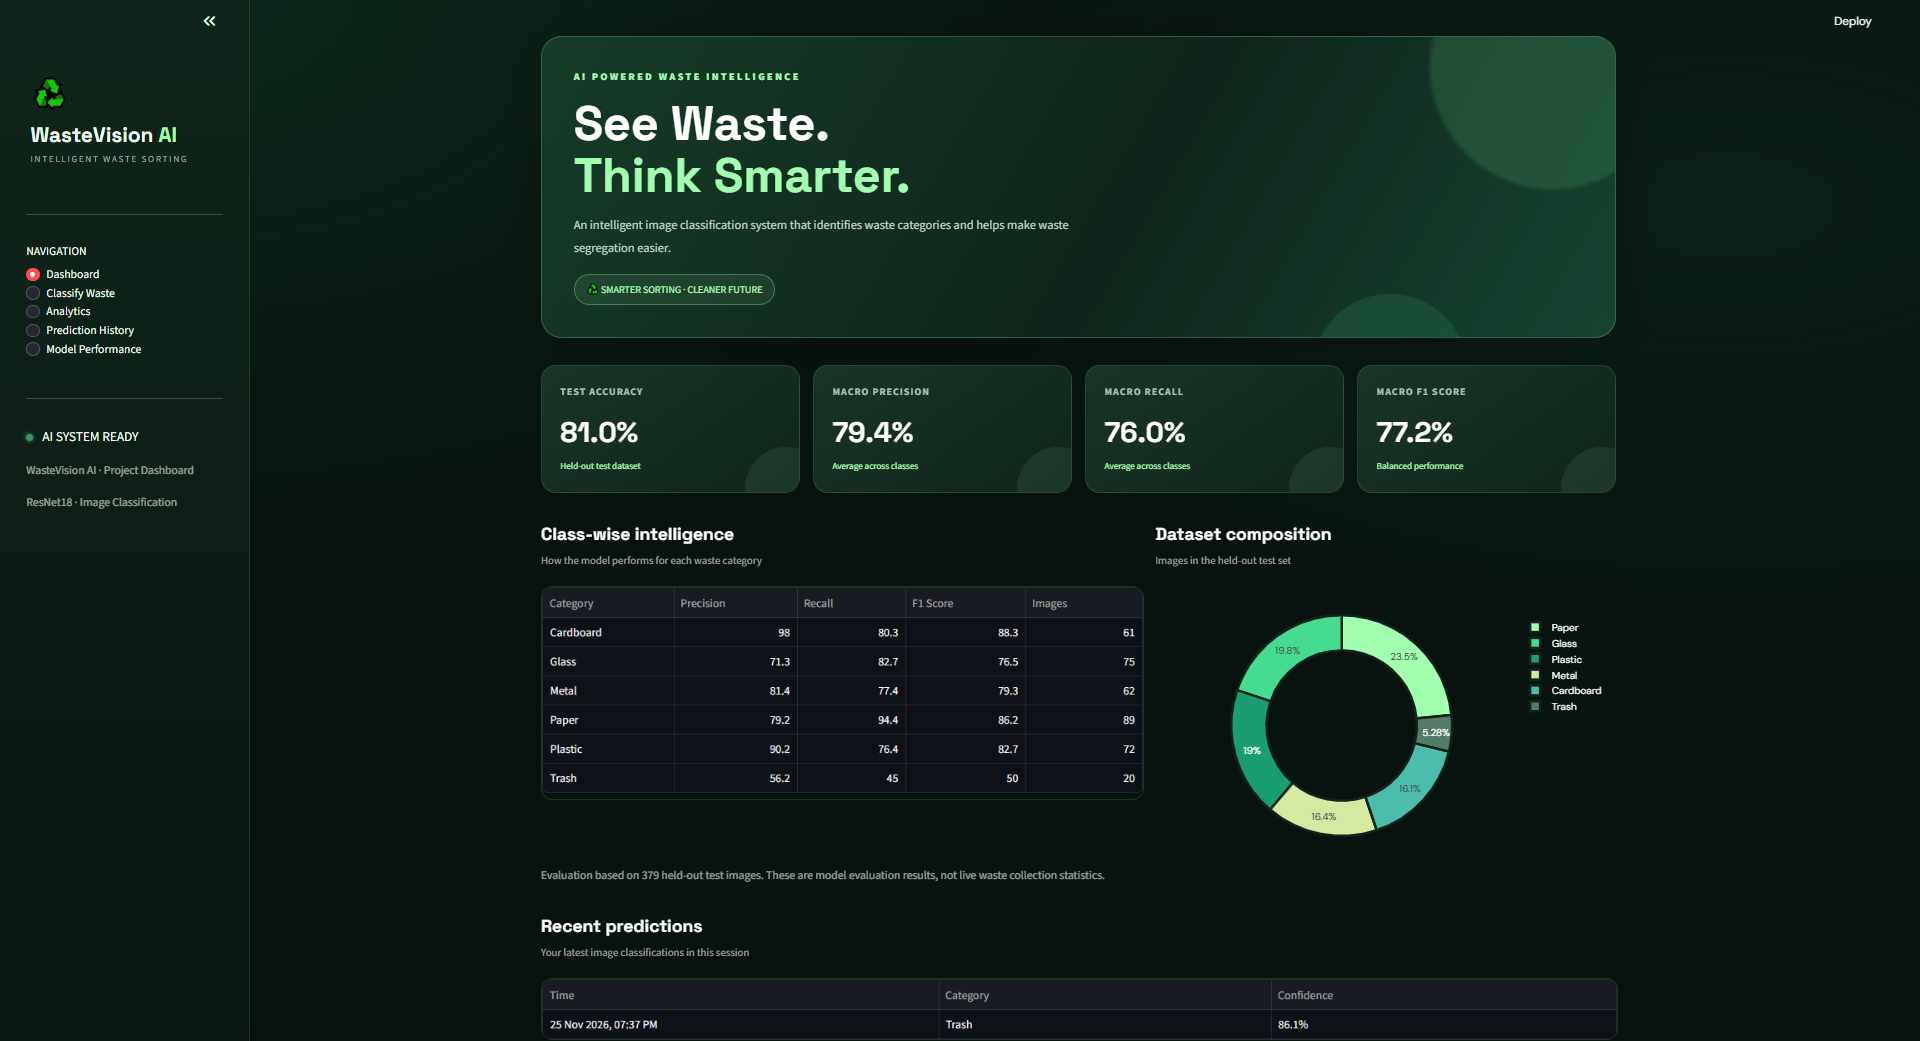 Deploy
WasteVision AI
INTELLIGENT WASTE SORTING
NAVIGATION
Dashboard
Classify Waste
Analytics
Prediction History
Model Performance
AI SYSTEM READY
WasteVision AI · Project Dashboard
ResNet18 · Image Classification
AI POWERED WASTE INTELLIGENCE
See Waste.
Think Smarter.
An intelligent image classification system that identifies waste categories and helps make waste
segregation easier.
SMARTER SORTING · CLEANER FUTURE
TEST ACCURACY
81.0%
Held-out test dataset
MACRO PRECISION
79.4%
Average across classes
MACRO RECALL
76.0%
Average across classes
MACRO F1 SCORE
77.2%
Balanced performance
Class-wise intelligence
How the model performs for each waste category
Category Precision Recall F1 Score Images
Cardboard 98 80.3 88.3 61
Glass 71.3 82.7 76.5 75
Metal 81.4 77.4 79.3 62
Paper 79.2 94.4 86.2 89
Plastic 90.2 76.4 82.7 72
Trash 56.2 45 50 20
Dataset composition
Images in the held-out test set
19.8%
23.5%
5.28%
19%
16.1%
16.4%
Paper
Glass
Plastic
Metal
Cardboard
Trash
Evaluation based on 379 held-out test images. These are model evaluation results, not live waste collection statistics.
Recent predictions
Your latest image classifications in this session
Time Category Confidence
25 Nov 2026, 07:37 PM Trash 86.1%